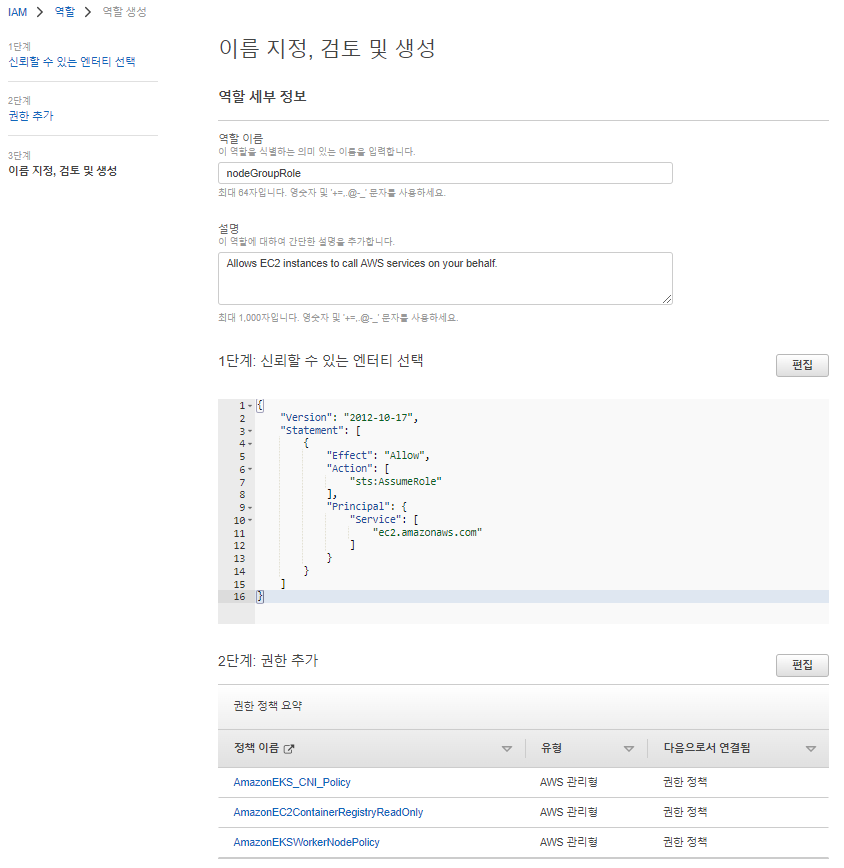 IAM > 역할 > 역할 생성
1단계
신뢰할 수 있는 엔터티 선택
2단계
권한 추가
3단계
이름 지정, 검토 및 생성
이름 지정, 검토 및 생성
역할 세부 정보
역할 이름
이 역할을 식별하는 의미 있는 이름을 입력합니다.
nodeGroupRole
최대 64자입니다. 영숫자 및 '+=,.@-_' 문자를 사용하세요.
설명
이 역할에 대하여 간단한 설명을 추가합니다.
Allows EC2 instances to call AWS services on your behalf.
최대 1,000자입니다. 영숫자 및 '+=,.@-_' 문자를 사용하세요.
1단계: 신뢰할 수 있는 엔터티 선택
편집
1 {
2 "Version": "2012-10-17",
3 "Statement": [
4 {
5 "Effect": "Allow",
6 "Action": [
7 "sts:AssumeRole"
8 ],
9 "Principal": {
10 "Service": [
11 "ec2.amazonaws.com"
12 ]
13 }
14 }
15 ]
16 }
2단계: 권한 추가
편집
권한 정책 요약
정책 이름 유형 다음으로서 연결됨
AmazonEKS_CNI_Policy AWS 관리형 권한 정책
AmazonEC2ContainerRegistryReadOnly AWS 관리형 권한 정책
AmazonEKSWorkerNodePolicy AWS 관리형 권한 정책